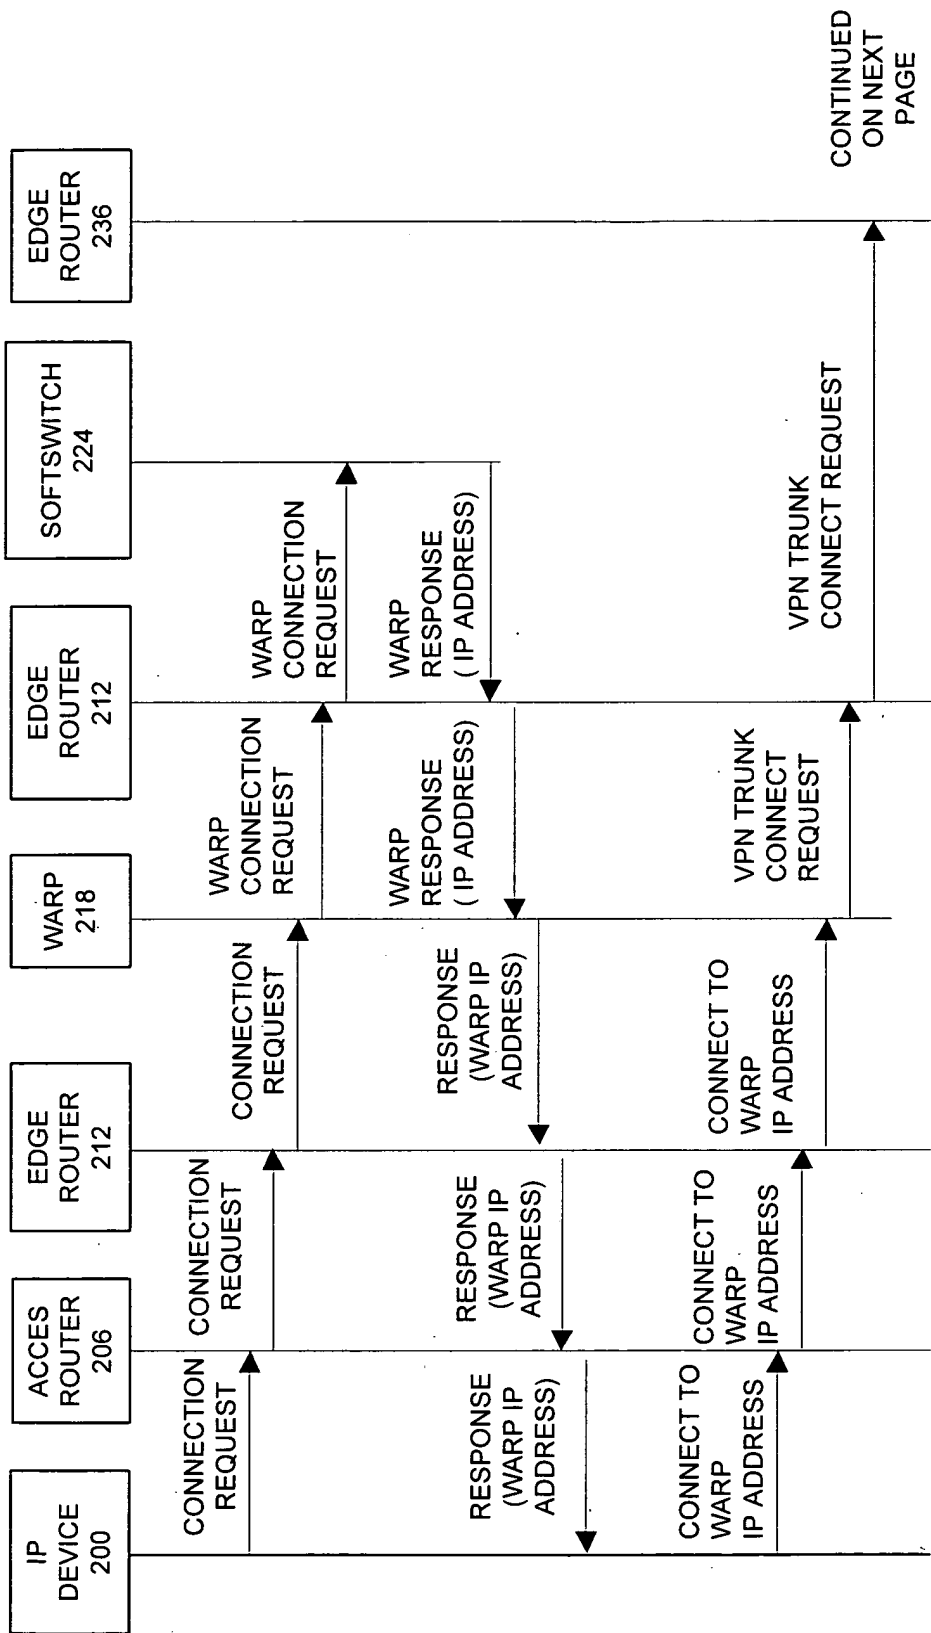 IP
DEVICE
200
ACCES
ROUTER
206
EDGE
ROUTER
212
WARP
218
EDGE
ROUTER
212
SOFTSWITCH
224
EDGE
ROUTER
236
CONNECTION
REQUEST
CONNECTION
REQUEST
CONNECTION
REQUEST
WARP
CONNECTION
REQUEST
WARP
CONNECTION
REQUEST
WARP
RESPONSE
( IP ADDRESS)
WARP
RESPONSE
( IP ADDRESS)
RESPONSE
(WARP IP
ADDRESS)
RESPONSE
(WARP IP
ADDRESS)
RESPONSE
(WARP IP
ADDRESS)
CONNECT TO
WARP
IP ADDRESS
CONNECT TO
WARP
IP ADDRESS
CONNECT TO
WARP
IP ADDRESS
VPN TRUNK
CONNECT
REQUEST
VPN TRUNK
CONNECT REQUEST
CONTINUED
ON NEXT
PAGE